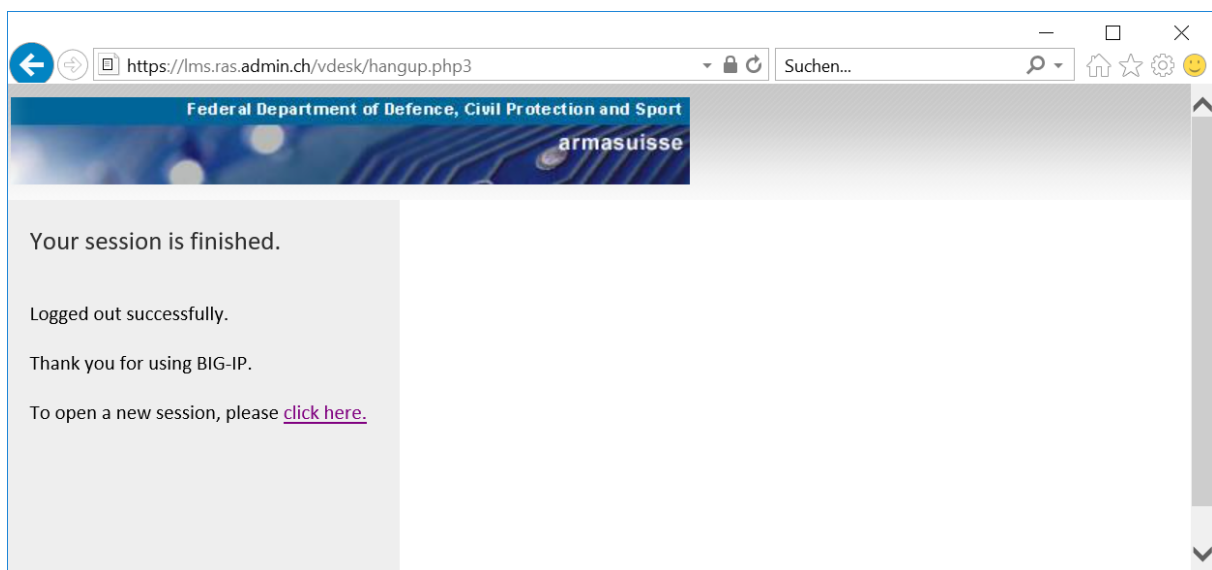 https://lms.ras.admin.ch/vdesk/hangup.php3
Suchen...
Federal Department of Defence, Civil Protection and Sport
armasuisse
Your session is finished.
Logged out successfully.
Thank you for using BIG-IP.
To open a new session, please click here.